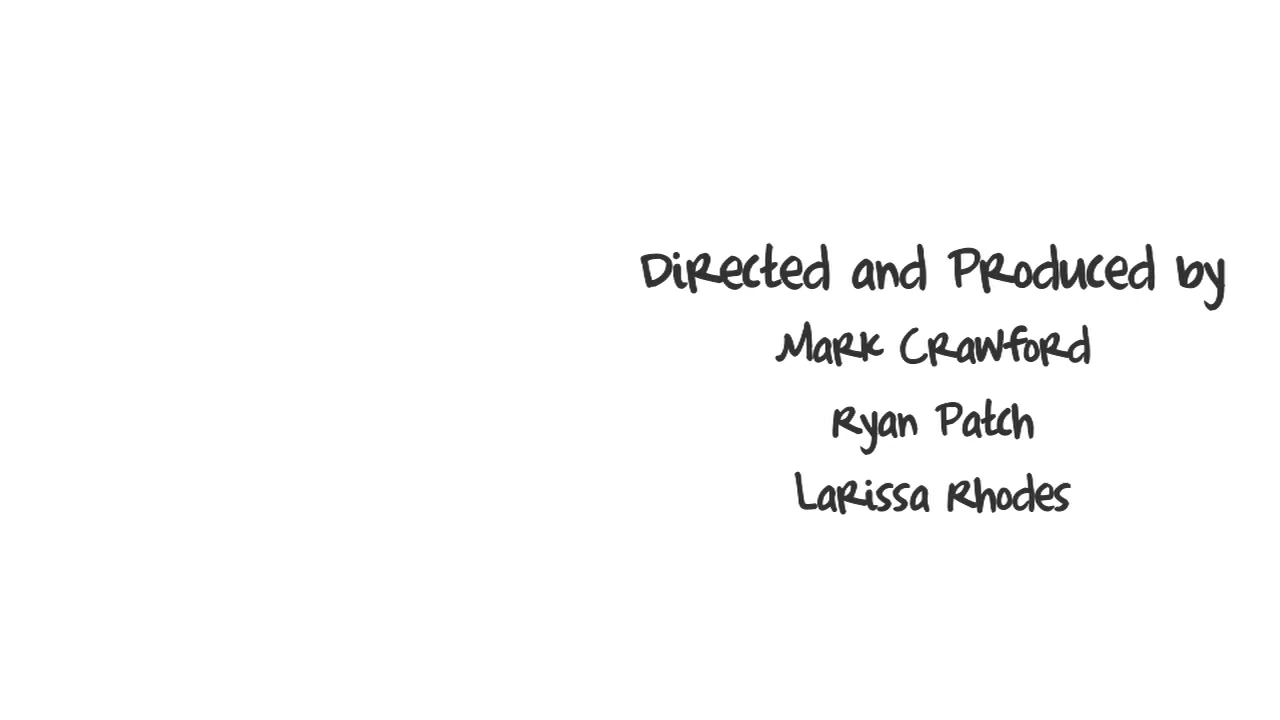 Directed and Produced by
Mark Crawford
Ryan Patch
Larissa Rhodes